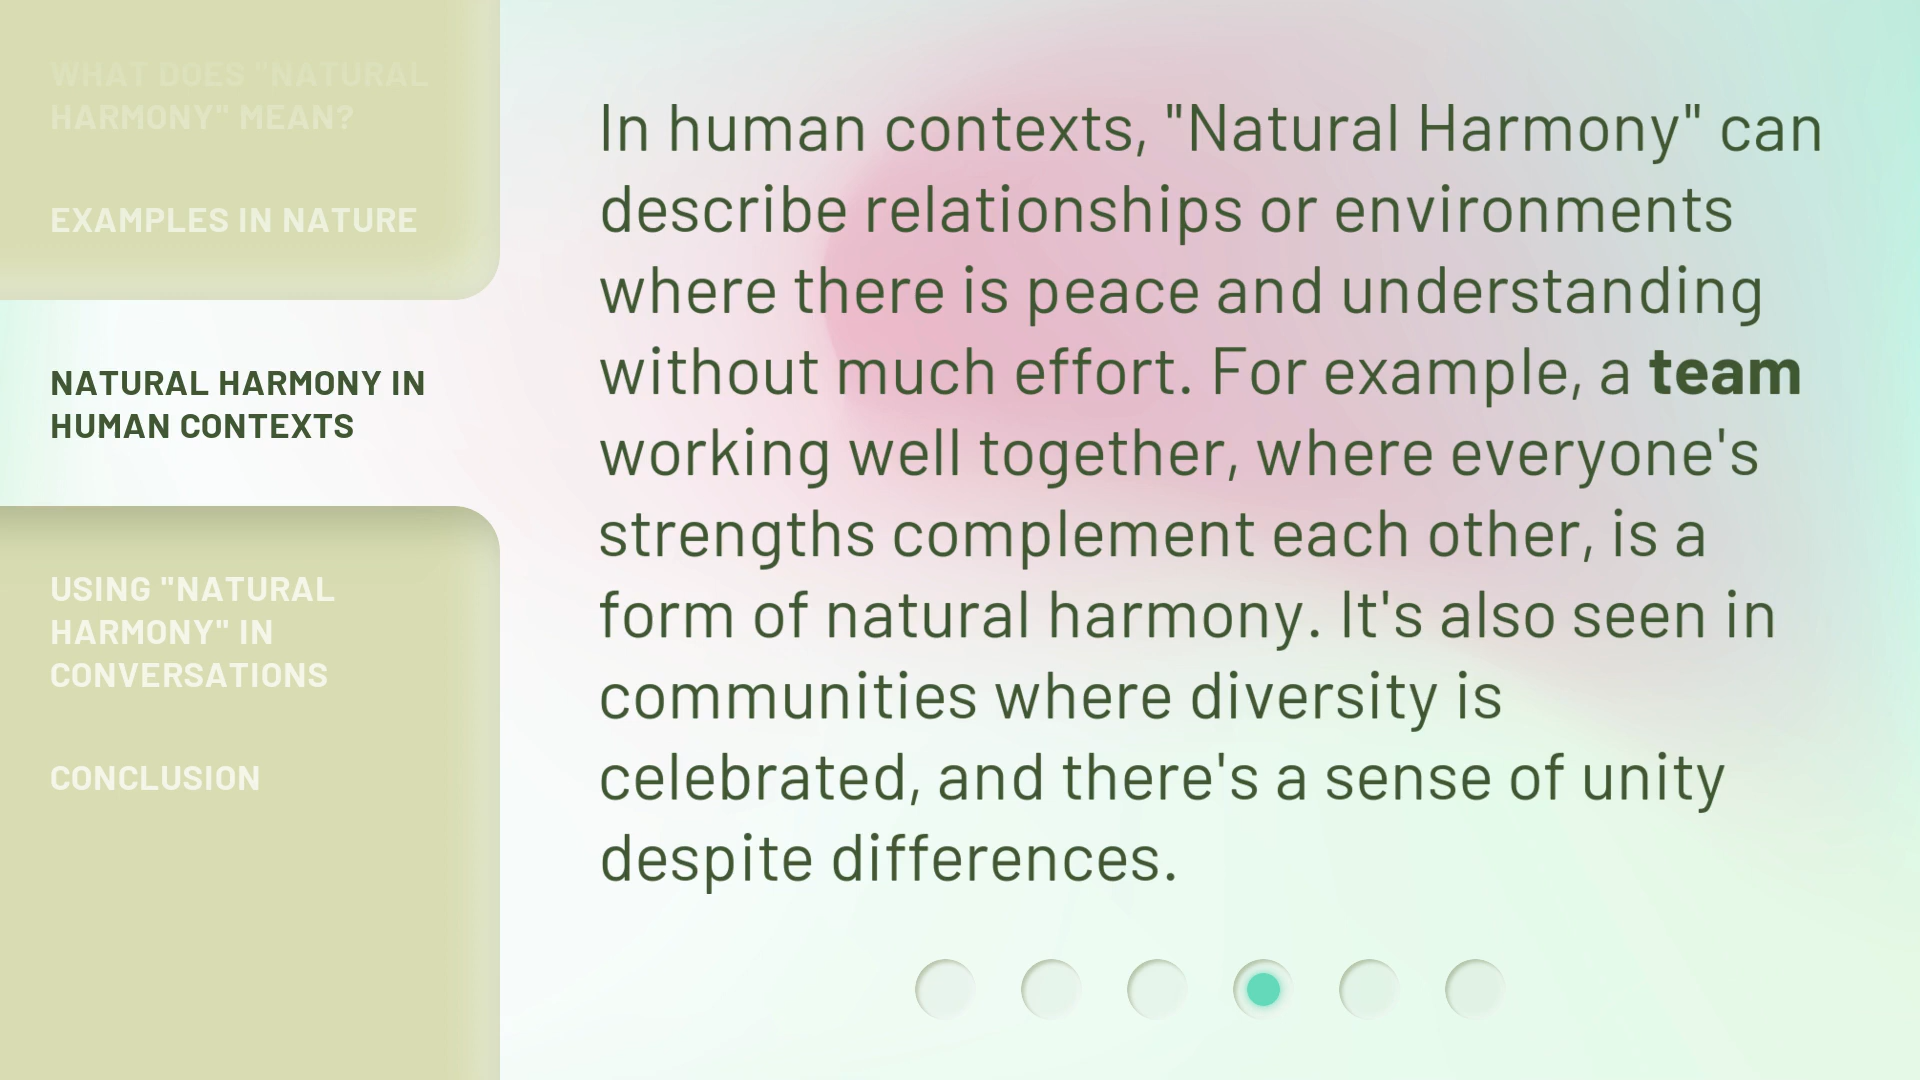 WHAT DOES "NATURAL
HARMONY" MEAN?
EXAMPLES IN NATURE
NATURAL HARMONY IN
HUMAN CONTEXTS
USING "NATURAL
HARMONY" IN
CONVERSATIONS
CONCLUSION
In human contexts, "Natural Harmony" can
describe relationships or environments
where there is peace and understanding
without much effort. For example, a team
working well together, where everyone's
strengths complement each other, is a
form of natural harmony. It's also seen in
communities where diversity is
celebrated, and there's a sense of unity
despite differences.